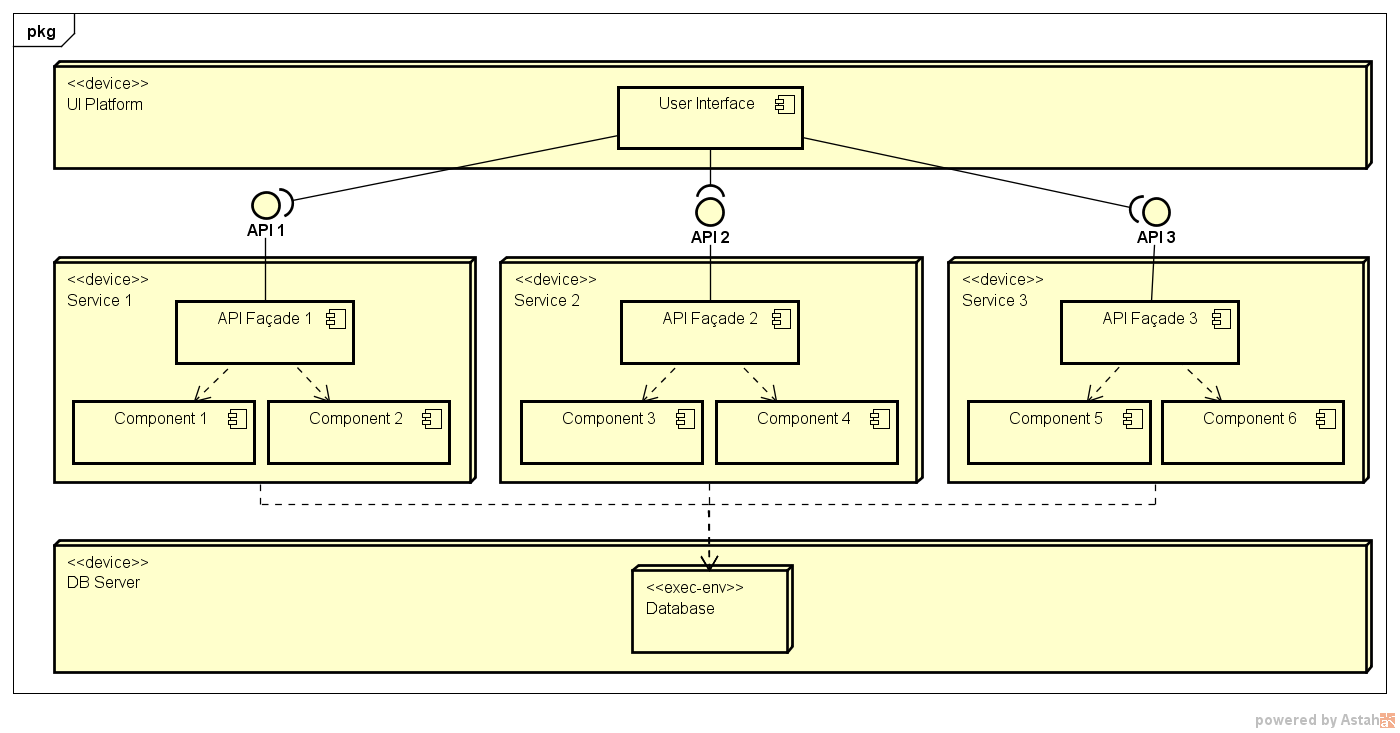 pkg
<<device>>
UI Platform
User Interface
API 1
API 2
API 3
<<device>>
Service 1
API Façade 1
Component 1
Component 2
<<device>>
Service 2
API Façade 2
Component 3
Component 4
<<device>>
Service 3
API Façade 3
Component 5
Component 6
<<device>>
DB Server
<<exec-env>>
Database
powered by Astah